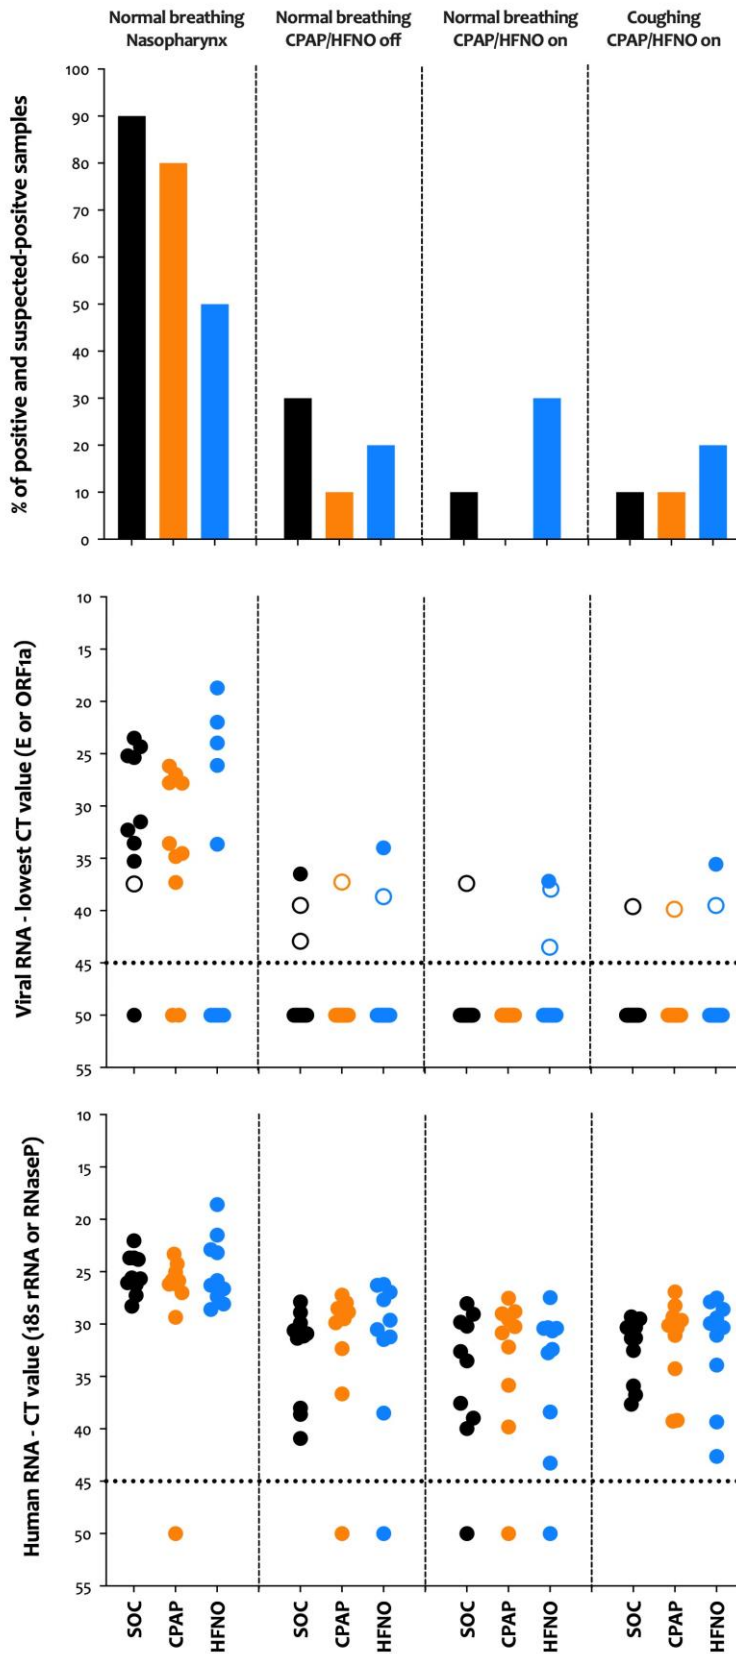 Normal breathing
Nasopharynx
Normal breathing
CPAP/HFNO off
Normal breathing
CPAP/HFNO on
Coughing
CPAP/HFNO on
% of positive and suspected-positve samples
100
90
80
70
60
50
40
30
20
10
0
Viral RNA - lowest CT value (E or ORF1a)
10
15
20
25
30
35
40
45
50
55
Human RNA - CT value (18s rRNA or RNaseP)
10
15
20
25
30
35
40
45
50
55
SOC
CPAP
HFNO
SOC
CPAP
HFNO
SOC
CPAP
HFNO
SOC
CPAP
HFNO